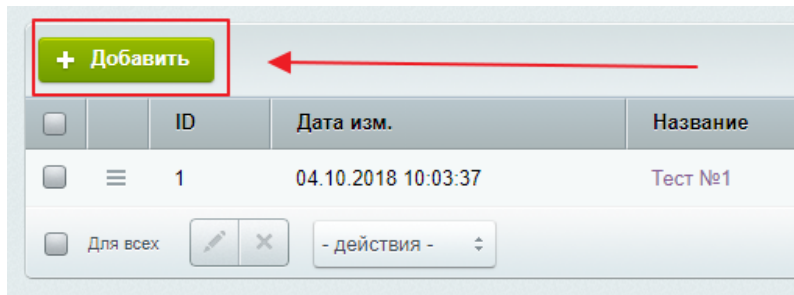 + Добавить
ID Дата изм. Название
1 04.10.2018 10:03:37 Тест №1
Для всех - действия -